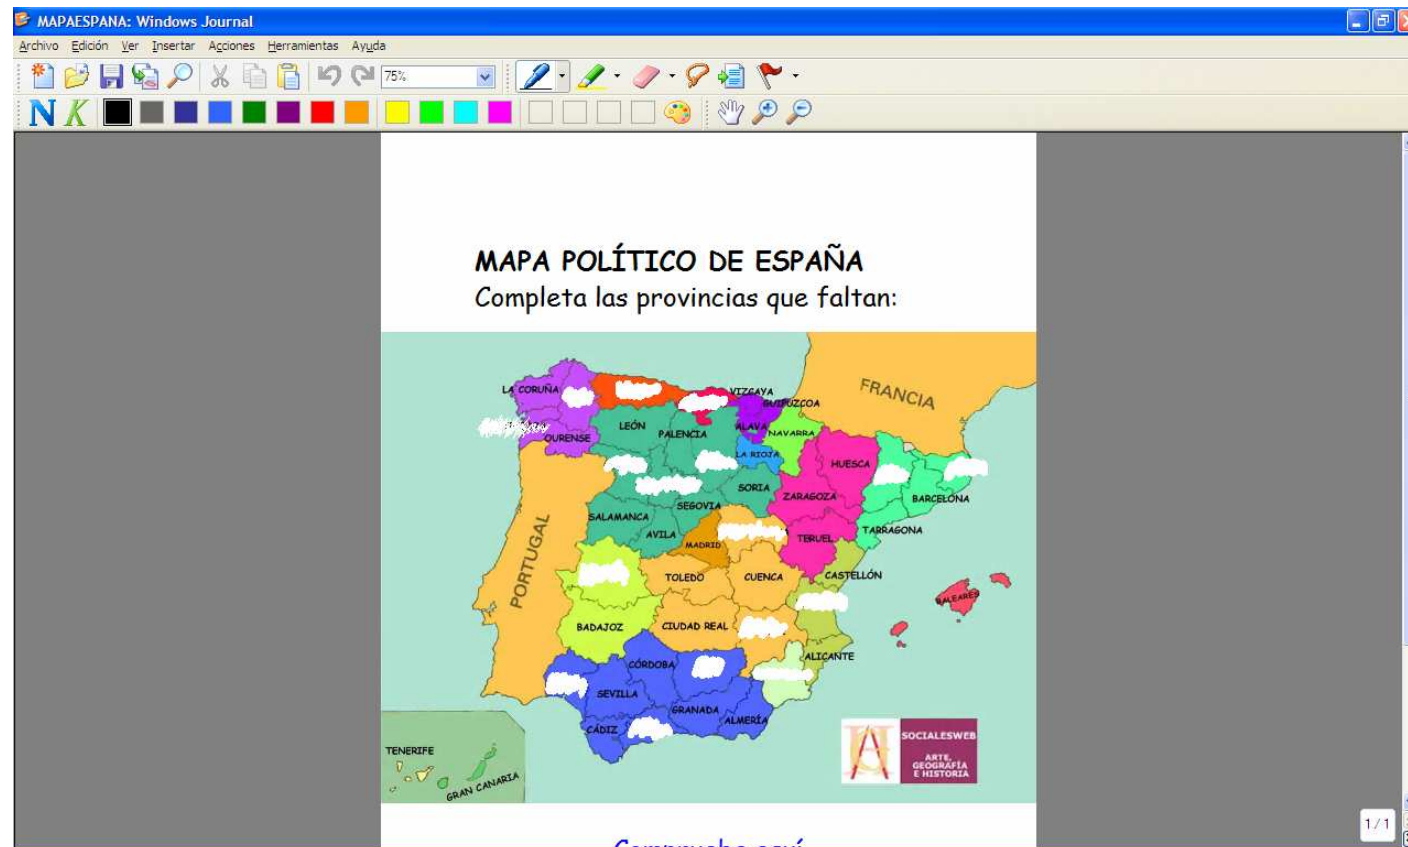 MAPAESPANA: Windows Journal
Archivo Edición Ver Insertar Acciones Herramientas Ayuda
75%
N K
MAPA POLÍTICO DE ESPAÑA
Completa las provincias que faltan:
FRANCIA
LA CORUÑA
VIZCAYA
GUIPUZCOA
LEÓN
PALENCIA
ALAVA
NAVARRA
OURENSE
LA RIOJA
HUESCA
SORIA
ZARAGOZA
BARCELONA
SEGOVIA
SALAMANCA
TARRAGONA
AVILA
MADRID
TERUEL
PORTUGAL
TOLEDO
CUENCA
CASTELLÓN
BALEARES
BADAJOZ
CIUDAD REAL
ALICANTE
CÓRDOBA
SEVILLA
GRANADA
ALMERÍA
CÁDIZ
SOCIALESWEB
ARTE,
GEOGRAFÍA
E HISTORIA
TENERIFE
GRAN CANARIA
1/1